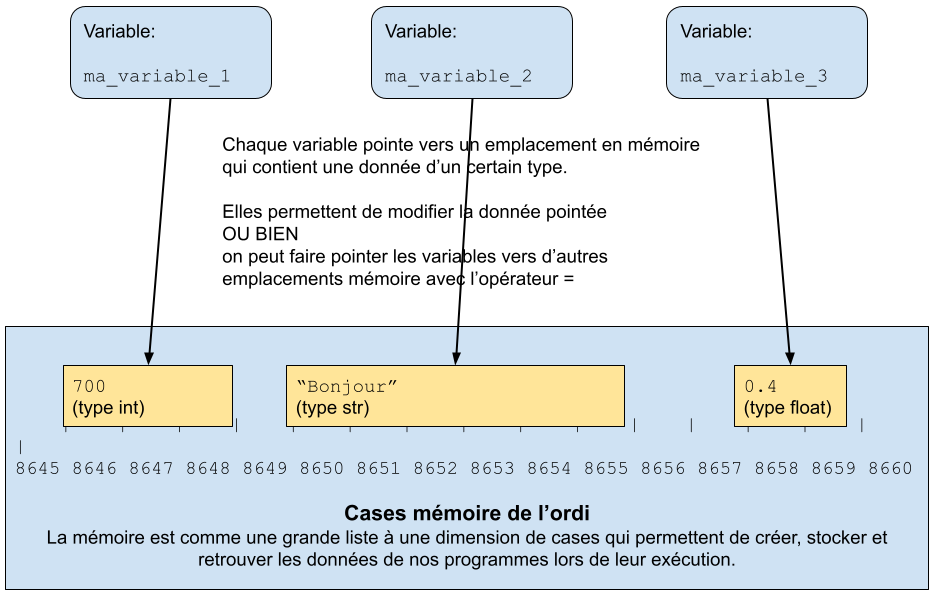 Variable:
ma_variable_1
Variable:
ma_variable_2
Variable:
ma_variable_3
Chaque variable pointe vers un emplacement en mémoire
qui contient une donnée d’un certain type.
Elles permettent de modifier la donnée pointée
OU BIEN
on peut faire pointer les variables vers d’autres
emplacements mémoire avec l’opérateur =
700
(type int)
“Bonjour”
(type str)
0.4
(type float)
8645 8646 8647 8648 8649 8650 8651 8652 8653 8654 8655 8656 8657 8658 8659 8660
Cases mémoire de l’ordi
La mémoire est comme une grande liste à une dimension de cases qui permettent de créer, stocker et
retrouver les données de nos programmes lors de leur exécution.